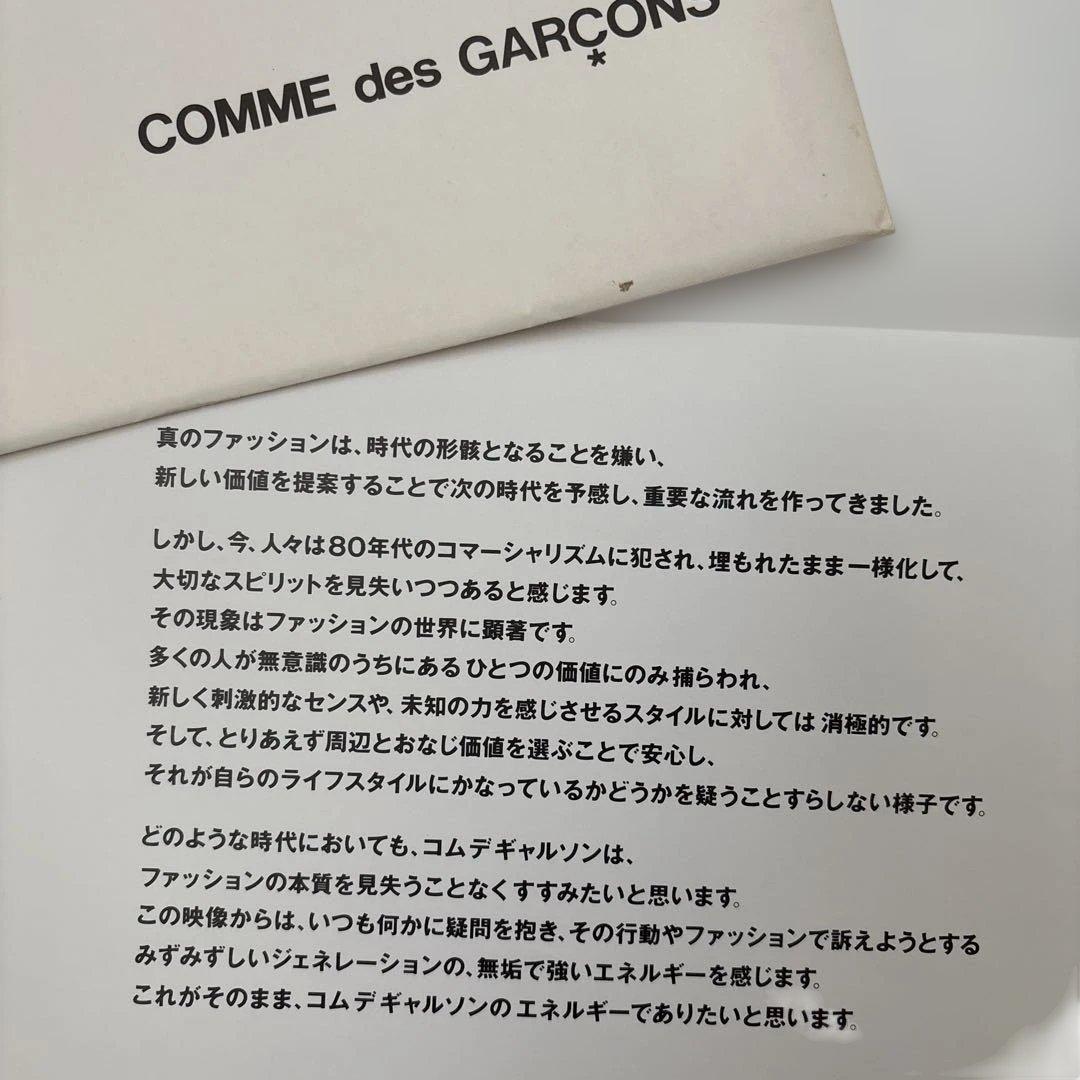 COMME des GARÇONS
*
真のファッションは、時代の形骸となることを嫌い、
新しい価値を提案することで次の時代を予感し、重要な流れを作ってきました。
しかし、今、人々は80年代のコマーシャリズムに犯され、埋もれたまま一様化して、
大切なスピリットを見失いつつあると感じます。
その現象はファッションの世界に顕著です。
多くの人が無意識のうちにあるひとつの価値にのみ捕らわれ、
新しく刺激的なセンスや、未知の力を感じさせるスタイルに対しては消極的です。
そして、とりあえず周辺とおなじ価値を選ぶことで安心し、
それが自らのライフスタイルにかなっているかどうかを疑うことすらしない様子です。
どのような時代においても、コムデギャルソンは、
ファッションの本質を見失うことなくすすみたいと思います。
この映像からは、いつも何かに疑問を抱き、その行動やファッションで訴えようとする
みずみずしいジェネレーションの、無垢で強いエネルギーを感じます。
これがそのまま、コムデギャルソンのエネルギーでありたいと思います。